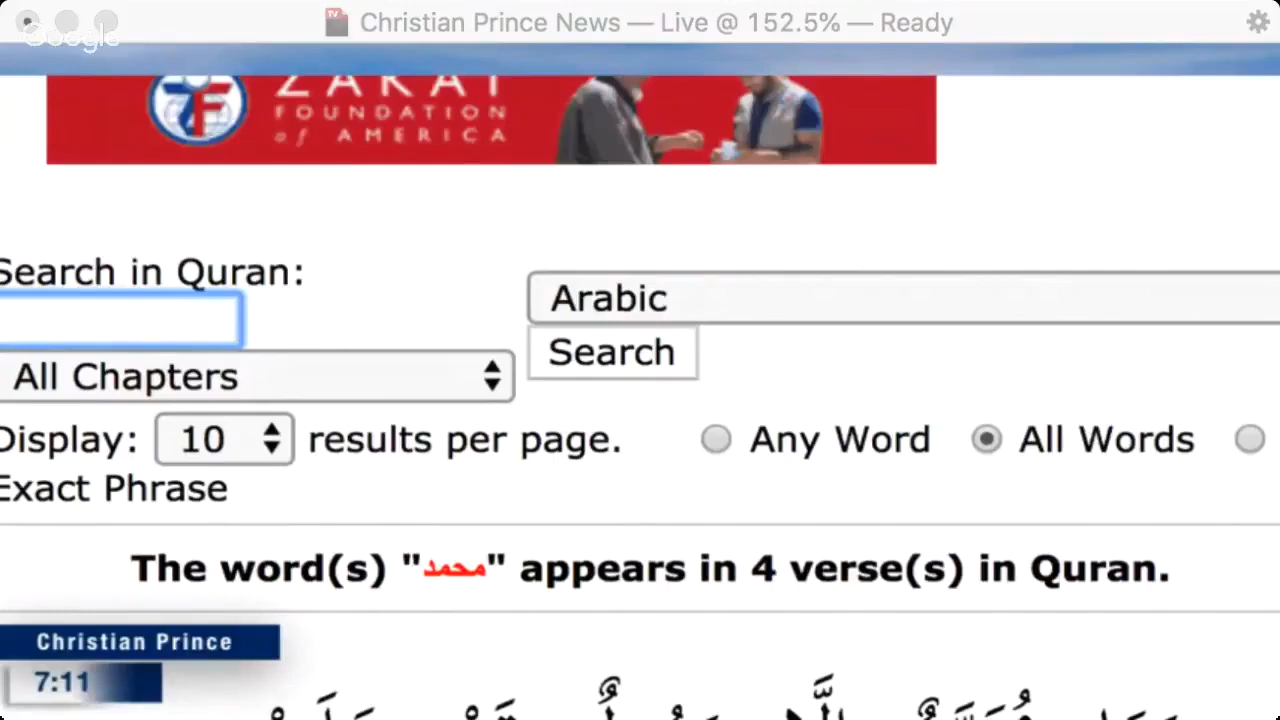 Christian Prince News — Live @ 152.5% — Ready
Google
ZAKAT
FOUNDATION
of AMERICA
Search in Quran:
Arabic
Search
All Chapters
Display: 10 results per page. Any Word All Words
Exact Phrase
The word(s) "محمد" appears in 4 verse(s) in Quran.
Christian Prince
7:11